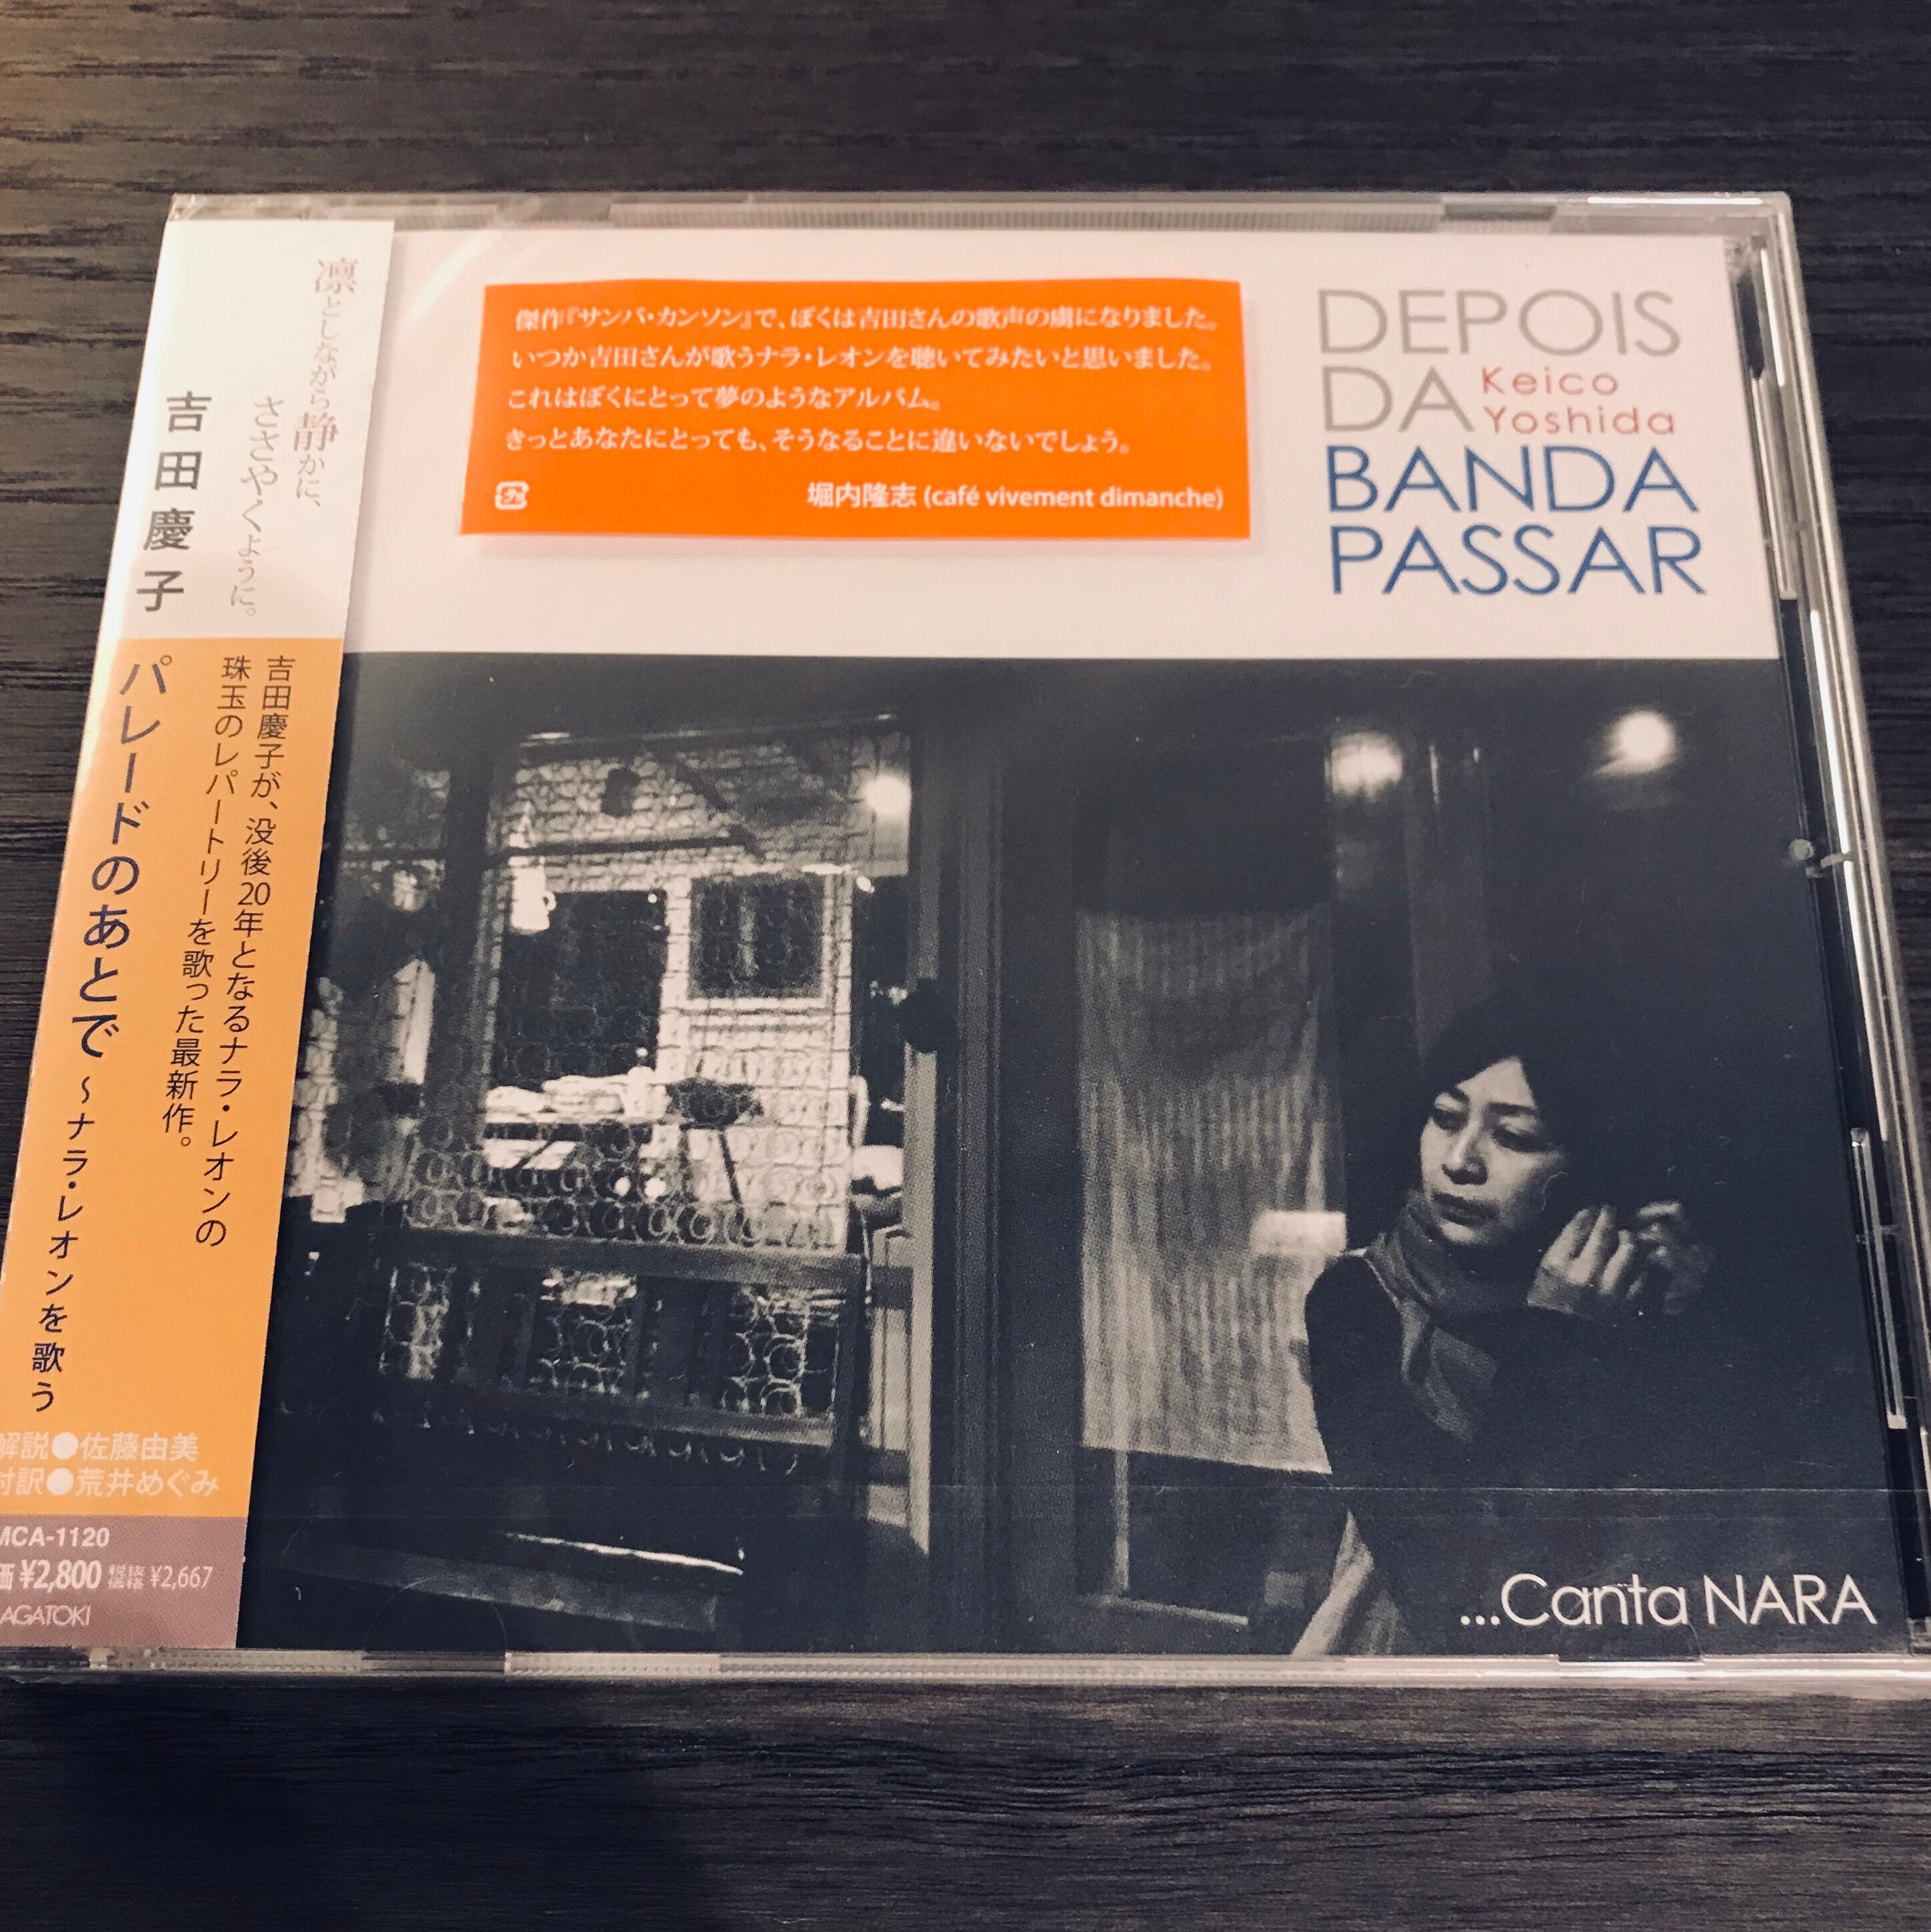 凛としながら静かに、
ささやくように。
吉田慶子
吉田慶子が、没後20年となるナラ・レオンの
珠玉のレパートリーを歌った最新作。
パレードのあとで ～ナラ・レオンを歌う
解説●佐藤由美
対訳●荒井めぐみ
MCA-1120
価 ¥2,800 税抜価格 ¥2,667
AGATOKI
傑作『サンバ・カンソン』で、ぼくは吉田さんの歌声の虜になりました。
いつか吉田さんが歌うナラ・レオンを聴いてみたいと思いました。
これはぼくにとって夢のようなアルバム。
きっとあなたにとっても、そうなることに違いないでしょう。
堀内隆志 (café vivement dimanche)
DEPOIS
DA
Keico
Yoshida
BANDA
PASSAR
...Canta NARA